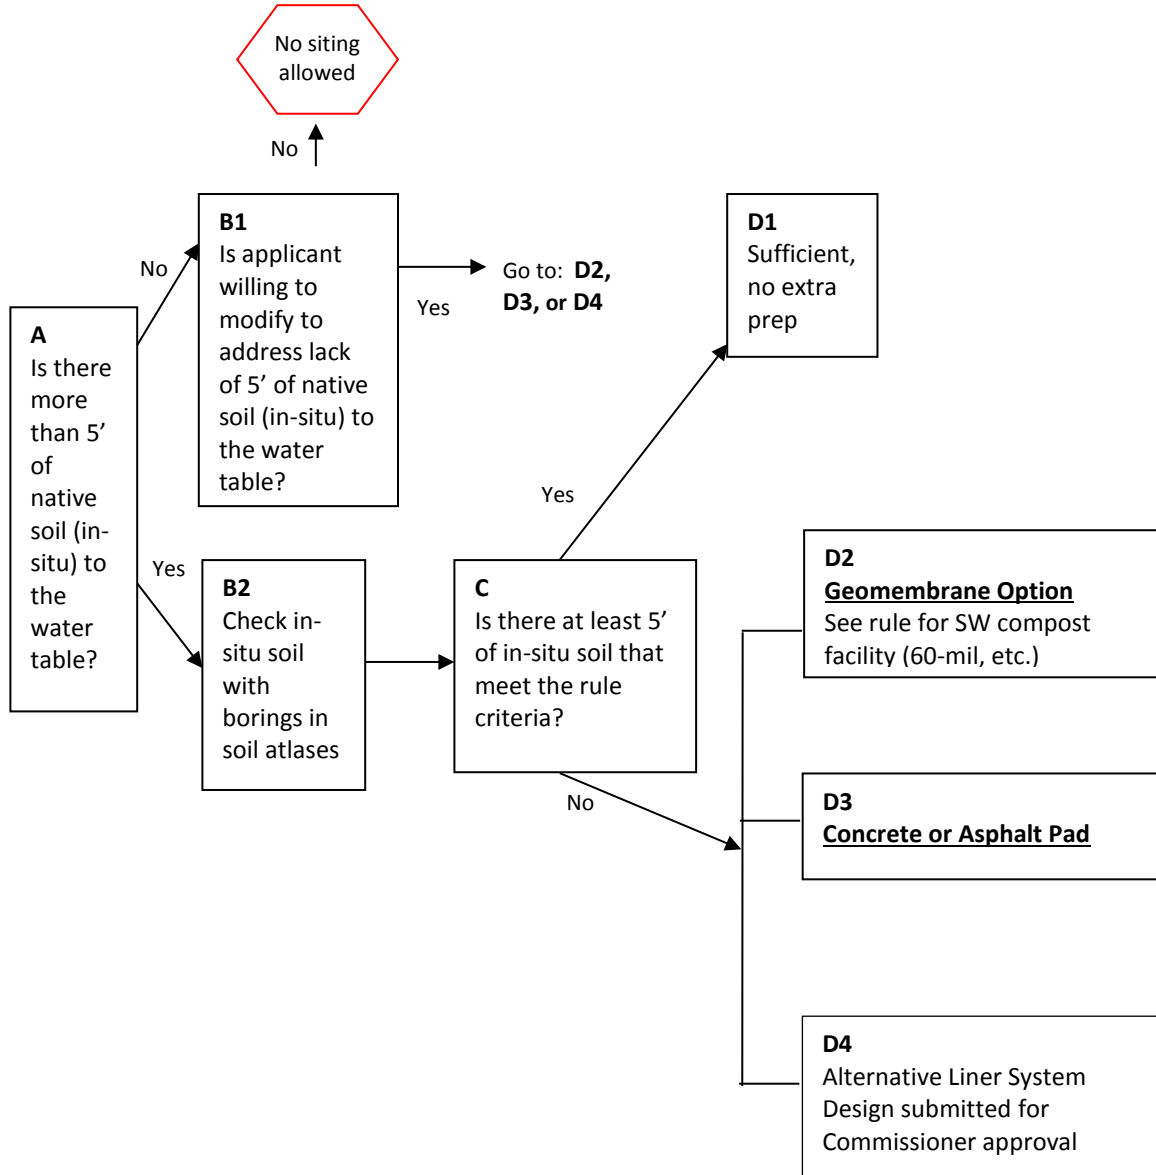 No siting
allowed
No
B1
Is applicant
willing to
modify to
address lack
of 5’ of native
soil (in-situ) to
the water
table?
No
Yes
Go to: D2,
D3, or D4
D1
Sufficient,
no extra
prep
A
Is there
more
than 5’
of
native
soil (in-
situ) to
the
water
table?
Yes
B2
Check in-
situ soil
with
borings in
soil atlases
C
Is there at least 5’
of in-situ soil that
meet the rule
criteria?
Yes
No
D2
Geomembrane Option
See rule for SW compost
facility (60-mil, etc.)
D3
Concrete or Asphalt Pad
D4
Alternative Liner System
Design submitted for
Commissioner approval